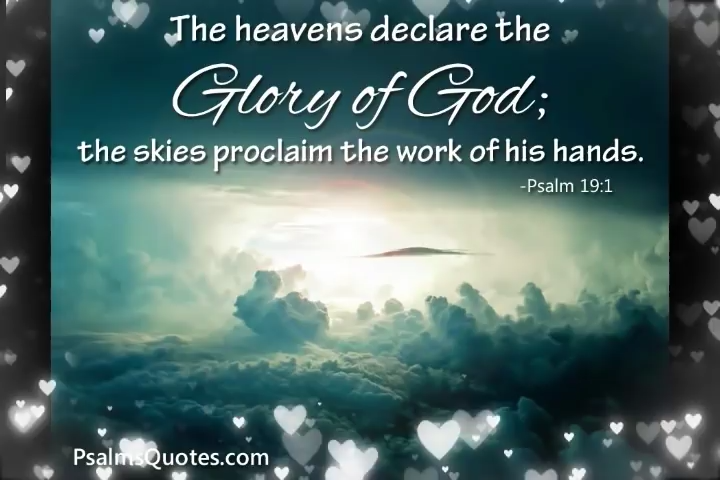 The heavens declare the
Glory of God;
the skies proclaim the work of his hands.
-Psalm 19:1
PsalmsQuotes.com